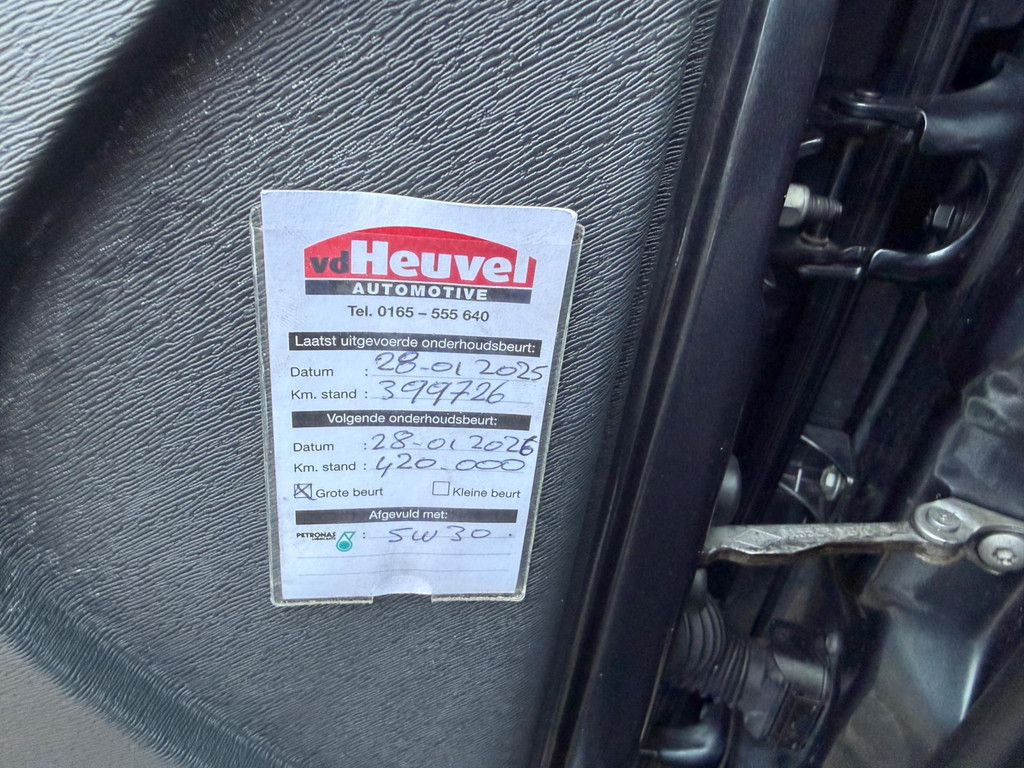 vdHeuvel
AUTOMOTIVE
Tel. 0165 – 555 640
Laatst uitgevoerde onderhoudsbeurt:
Datum : 28-01 2025
Km. stand : 399726
Volgende onderhoudsbeurt:
Datum : 28-01 2026
Km. stand : 420-000
Grote beurt Kleine beurt
Afgevuld met:
PETRONAS : 5W30.